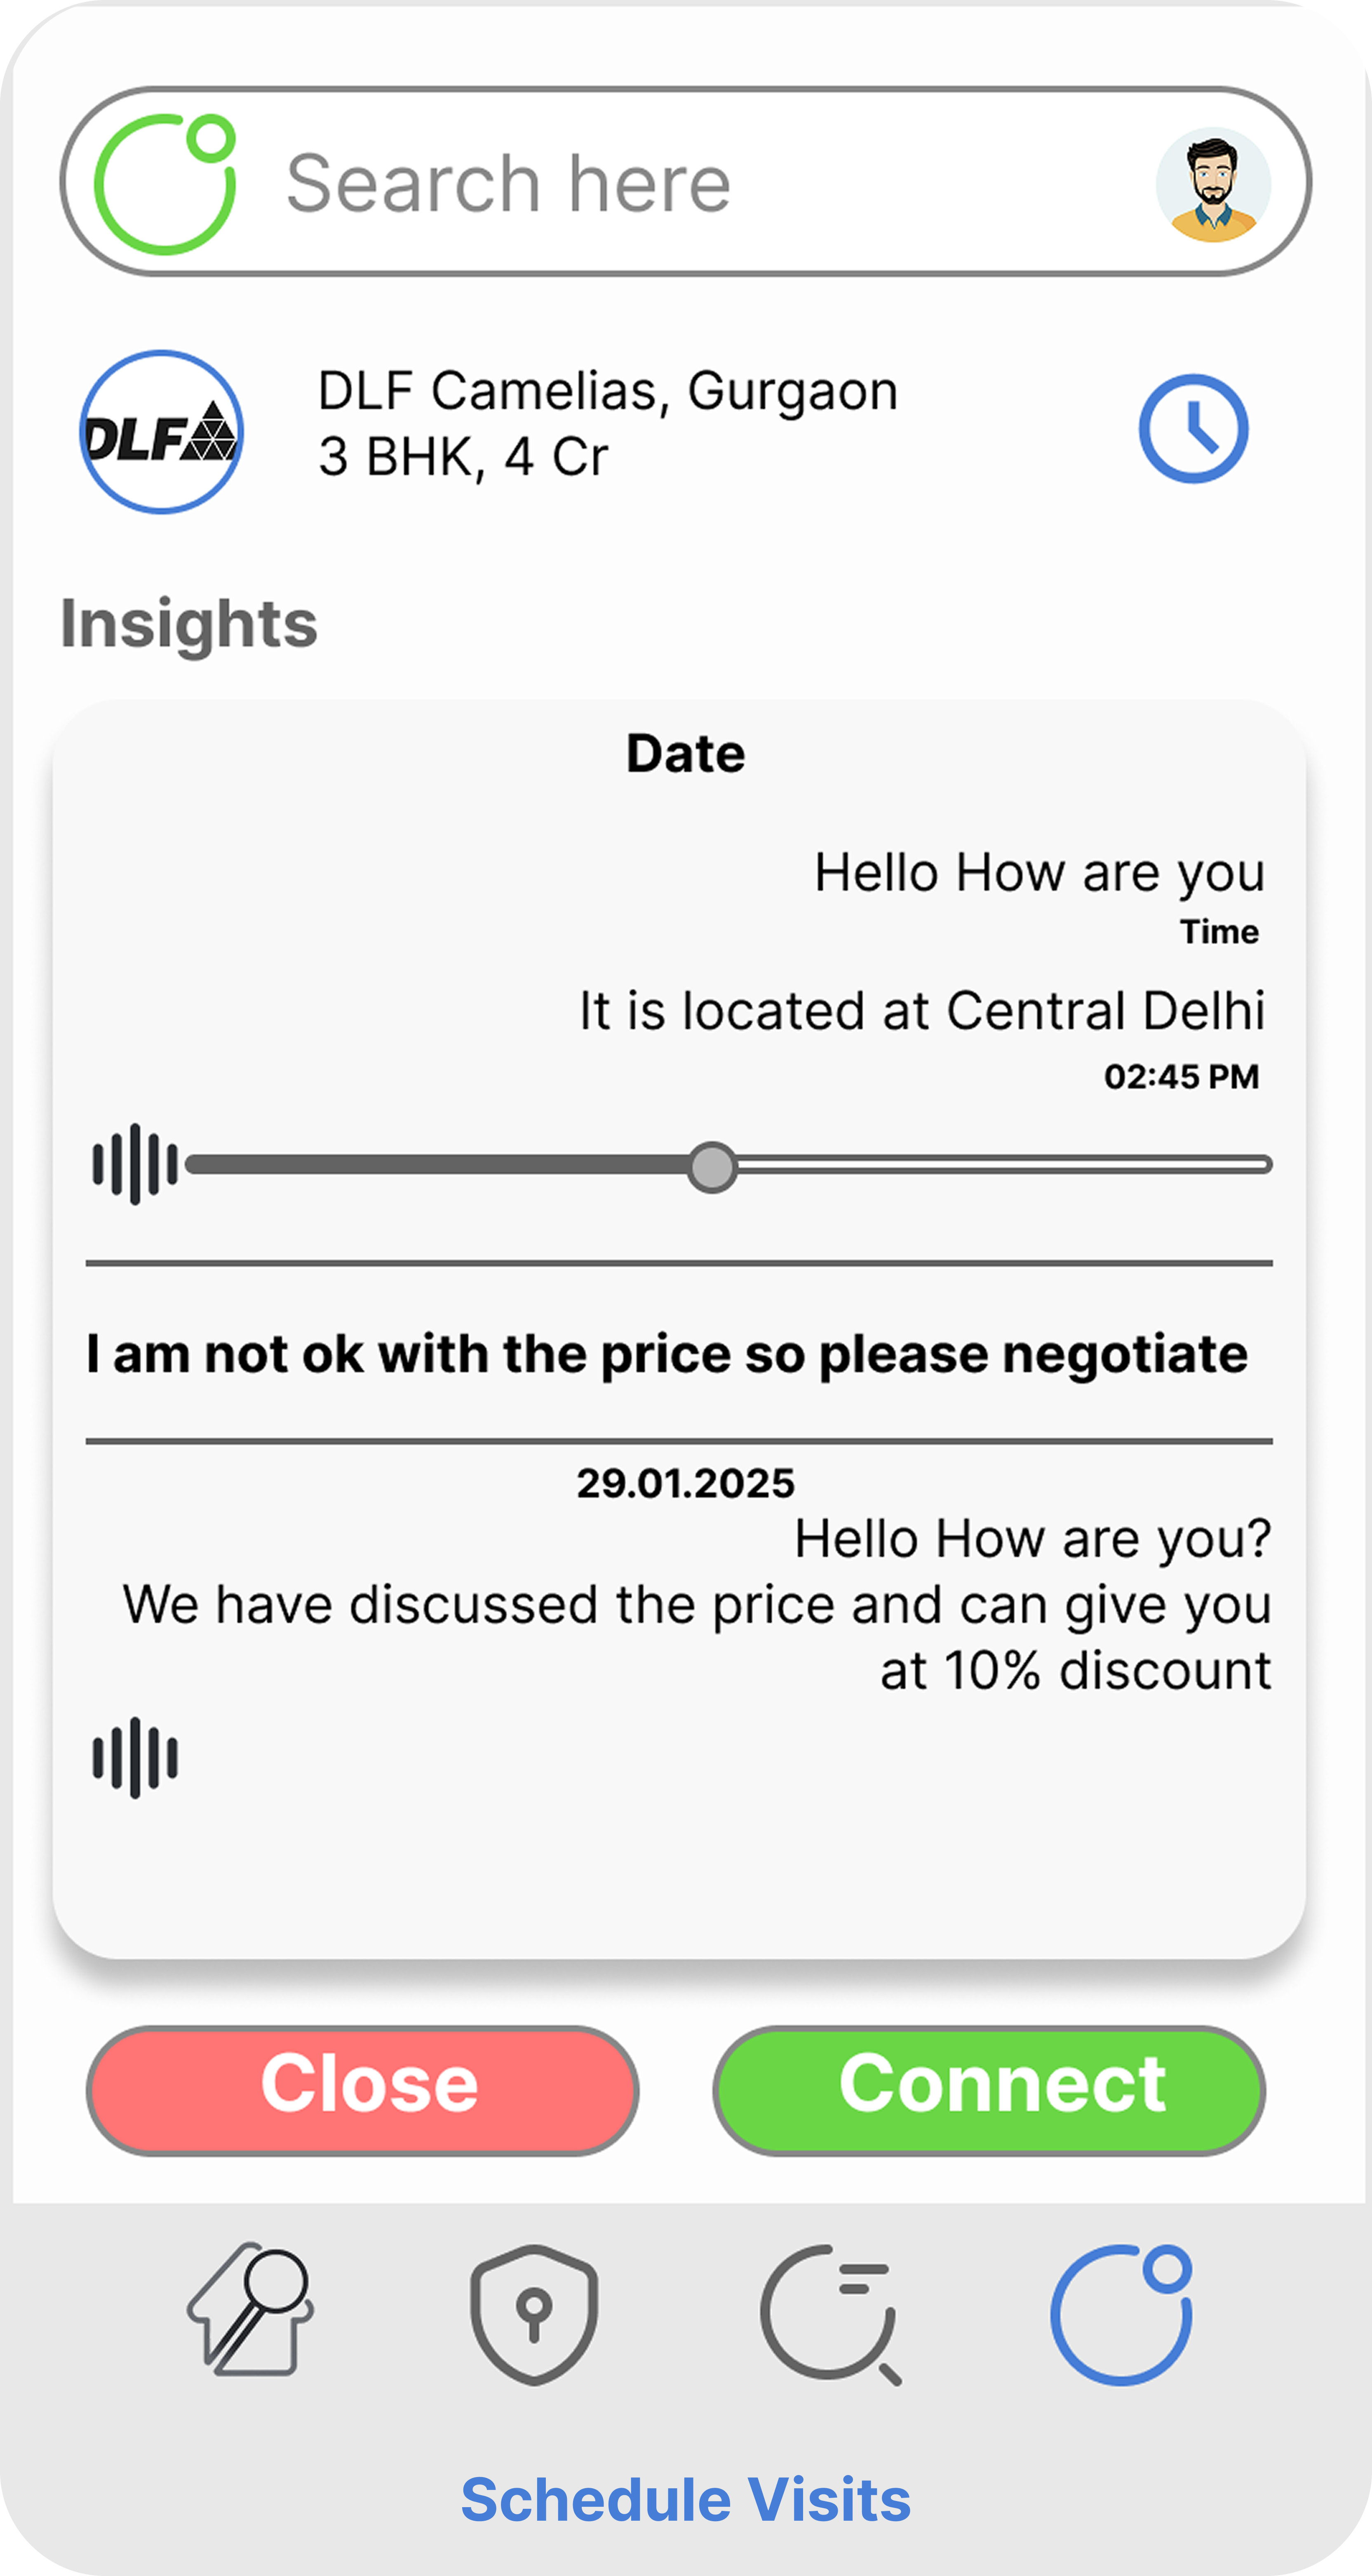 Search here
DLF
DLF Camelias, Gurgaon
3 BHK, 4 Cr
Insights
Date
Hello How are you
Time
It is located at Central Delhi
02:45 PM
I am not ok with the price so please negotiate
29.01.2025
Hello How are you?
We have discussed the price and can give you
at 10% discount
Close
Connect
Schedule Visits